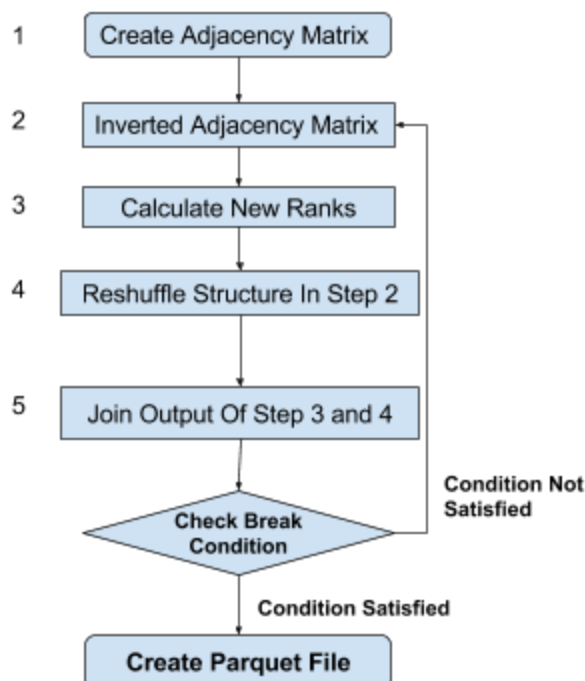 1
Create Adjacency Matrix
2
Inverted Adjacency Matrix
3
Calculate New Ranks
4
Reshuffle Structure In Step 2
5
Join Output Of Step 3 and 4
Check Break
Condition
Condition Not
Satisfied
Condition Satisfied
Create Parquet File